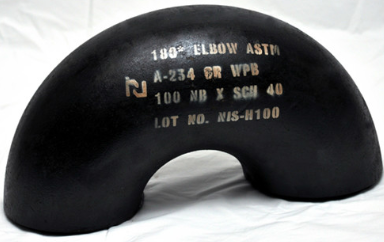 180° ELBOW ASTM
A-234 GR WPB
100 NB X SCH 40
LOT NO. NIS-H100